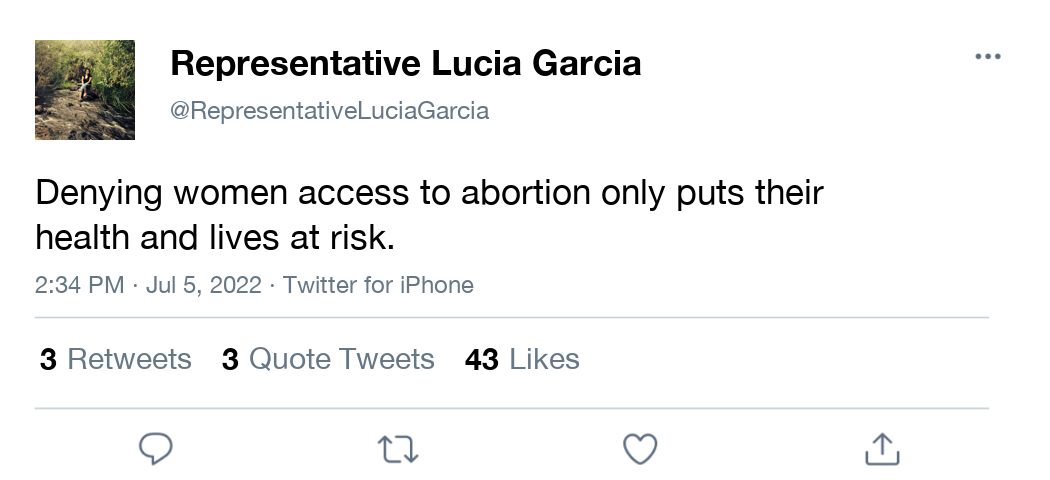 Representative Lucia Garcia
@RepresentativeLuciaGarcia
Denying women access to abortion only puts their
health and lives at risk.
2:34 PM · Jul 5, 2022 · Twitter for iPhone
3 Retweets 3 Quote Tweets 43 Likes